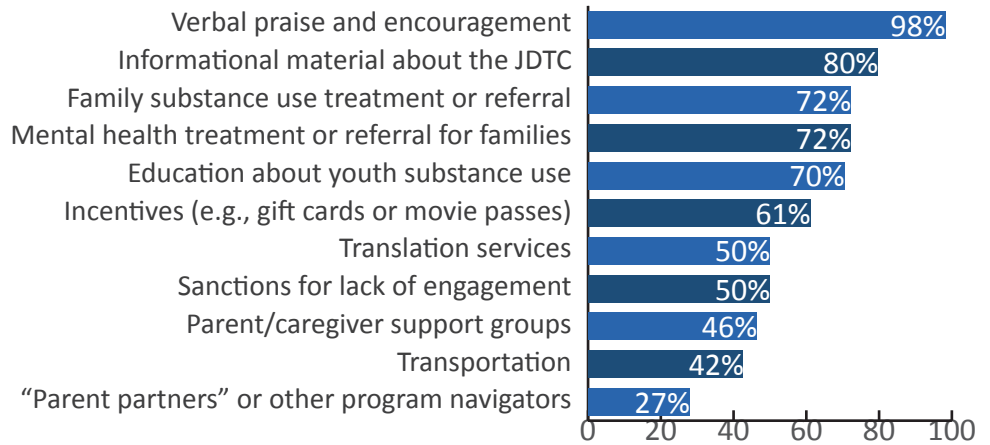 Verbal praise and encouragement 98%
Informational material about the JDTC 80%
Family substance use treatment or referral 72%
Mental health treatment or referral for families 72%
Education about youth substance use 70%
Incentives (e.g., gift cards or movie passes) 61%
Translation services 50%
Sanctions for lack of engagement 50%
Parent/caregiver support groups 46%
Transportation 42%
“Parent partners” or other program navigators 27%
0 20 40 60 80 100